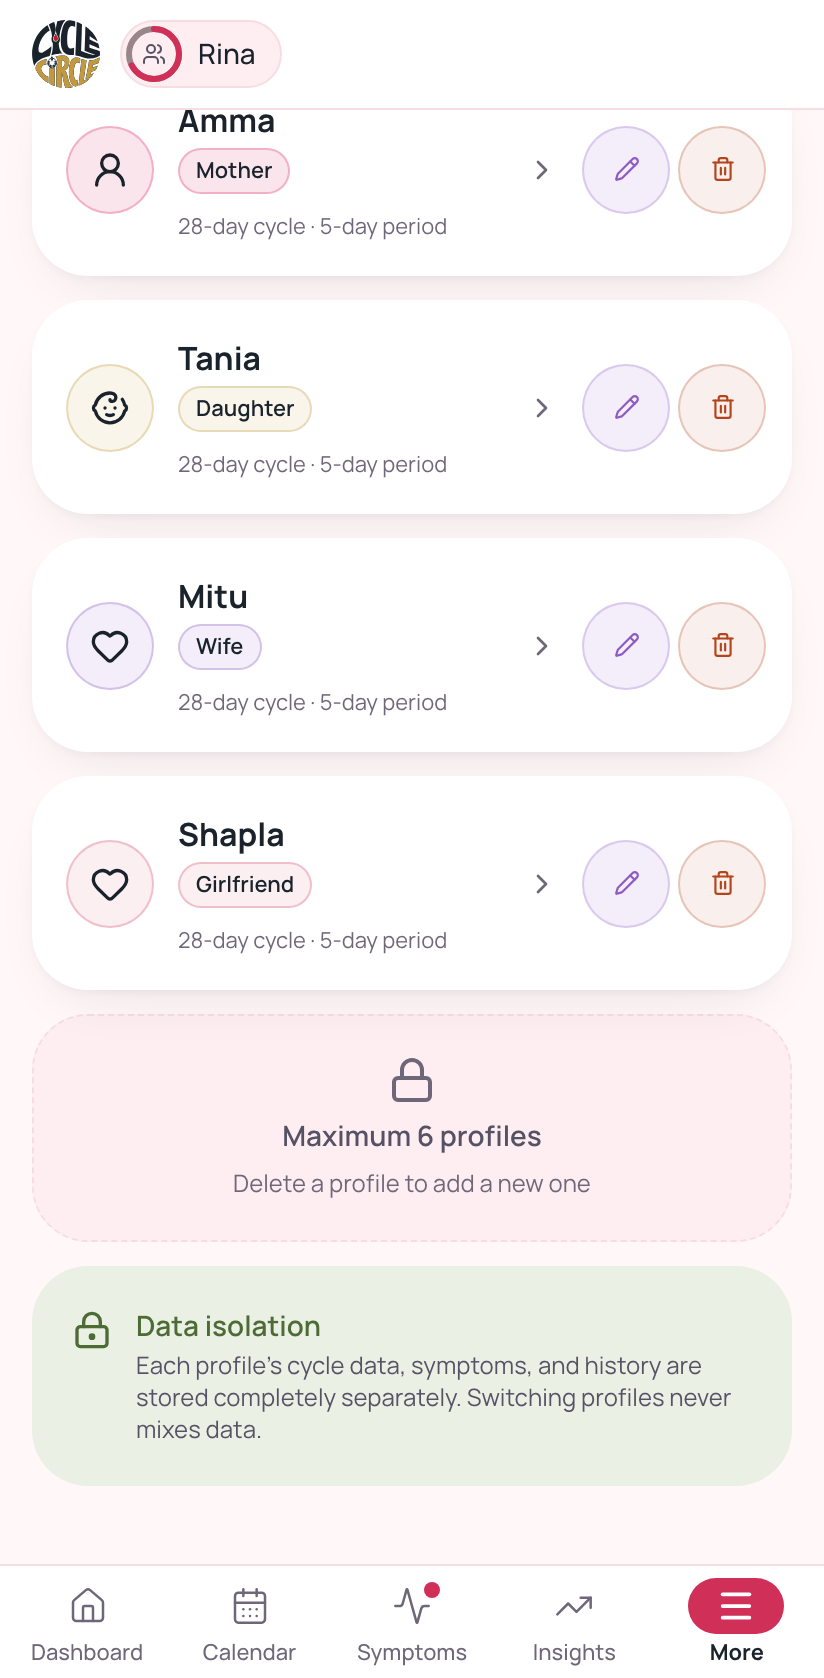 CYCLE
CIRCLE
Rina
Amma
Mother
28-day cycle · 5-day period
Tania
Daughter
28-day cycle · 5-day period
Mitu
Wife
28-day cycle · 5-day period
Shapla
Girlfriend
28-day cycle · 5-day period
Maximum 6 profiles
Delete a profile to add a new one
Data isolation
Each profile's cycle data, symptoms, and history are
stored completely separately. Switching profiles never
mixes data.
Dashboard
Calendar
Symptoms
Insights
More